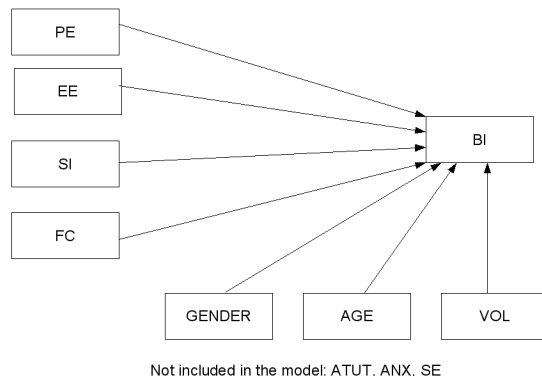 PE
EE
SI
FC
BI
GENDER AGE VOL
Not included in the model: ATUT, ANX, SE